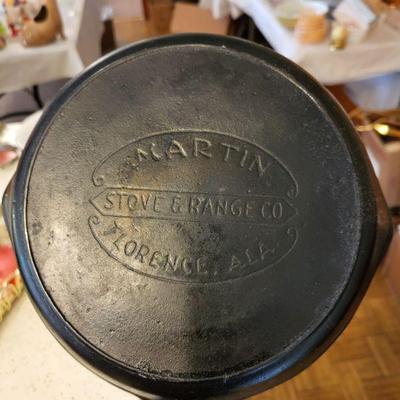 MARTIN
STOVE & RANGE CO
FLORENCE, ALA